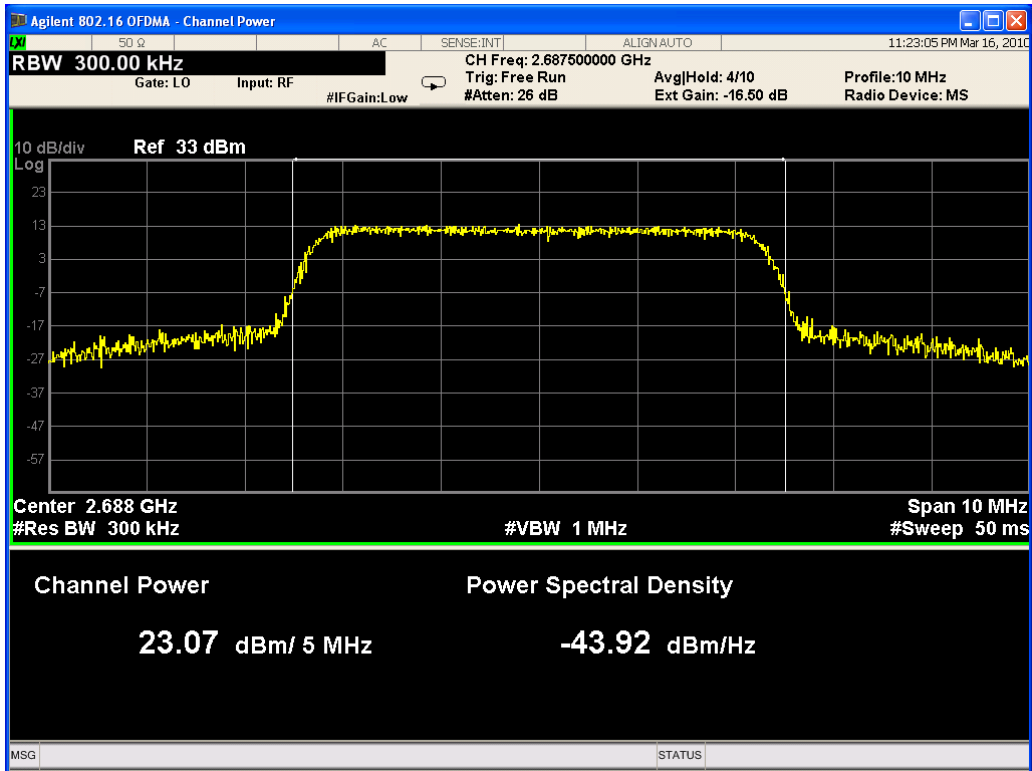 Agilent 802.16 OFDMA - Channel Power
LXI 50 Ω AC SENSE:INT ALIGN AUTO 11:23:05 PM Mar 16, 2010
RBW 300.00 kHz CH Freq: 2.687500000 GHz
Gate: LO Input: RF Trig: Free Run Avg|Hold: 4/10 Profile:10 MHz
#IFGain:Low #Atten: 26 dB Ext Gain: -16.50 dB Radio Device: MS
10 dB/div Ref 33 dBm
Log
23
13
3
-7
-17
-27
-37
-47
-57
Center 2.688 GHz Span 10 MHz
#Res BW 300 kHz #VBW 1 MHz #Sweep 50 ms
Channel Power Power Spectral Density
23.07 dBm/ 5 MHz -43.92 dBm/Hz
MSG STATUS